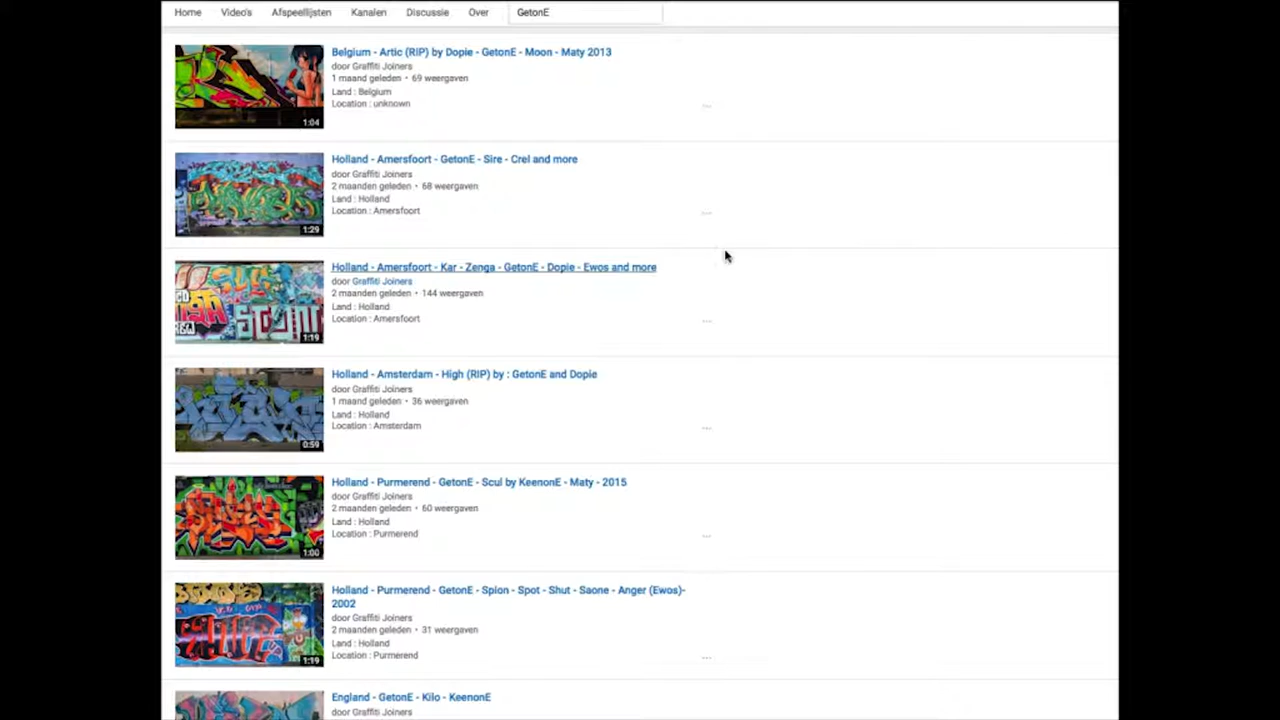 Home Video's Afspeellijsten Kanalen Discussie Over GetonE
Belgium - Artic (RIP) by Dopie - GetonE - Moon - Maty 2013
door Graffiti Joiners
1 maand geleden • 69 weergaven
Land : Belgium
Location : unknown
1:04
Holland - Amersfoort - GetonE - Sire - Crel and more
door Graffiti Joiners
2 maanden geleden • 68 weergaven
Land : Holland
Location : Amersfoort
1:29
Holland - Amersfoort - Kar - Zenga - GetonE - Dopie - Ewos and more
door Graffiti Joiners
2 maanden geleden • 144 weergaven
Land : Holland
Location : Amersfoort
1:19
Holland - Amsterdam - High (RIP) by : GetonE and Dopie
door Graffiti Joiners
1 maand geleden • 36 weergaven
Land : Holland
Location : Amsterdam
0:59
Holland - Purmerend - GetonE - Scul by KeenonE - Maty - 2015
door Graffiti Joiners
2 maanden geleden • 60 weergaven
Land : Holland
Location : Purmerend
1:00
Holland - Purmerend - GetonE - Spion - Spot - Shut - Saone - Anger (Ewos)-
2002
door Graffiti Joiners
2 maanden geleden • 31 weergaven
Land : Holland
Location : Purmerend
1:19
England - GetonE - Kilo - KeenonE
door Graffiti Joiners